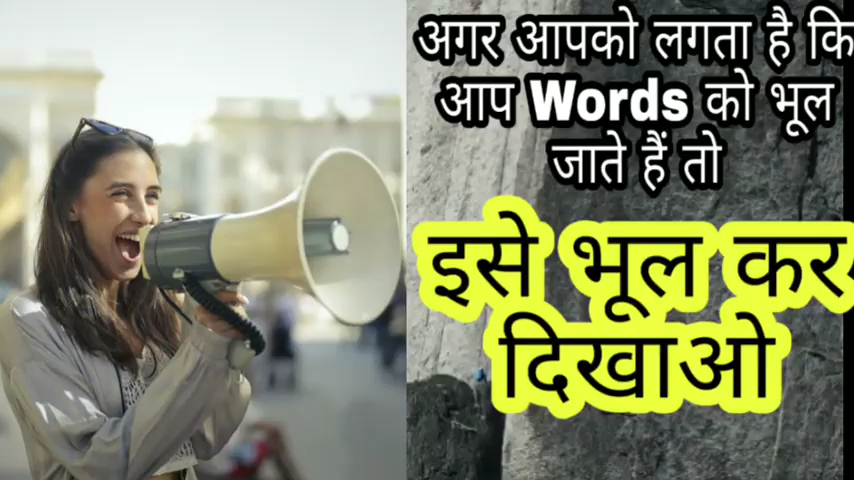 अगर आपको लगता है कि
आप Words को भूल
जाते हैं तो
इसे भूल कर
दिखाओ